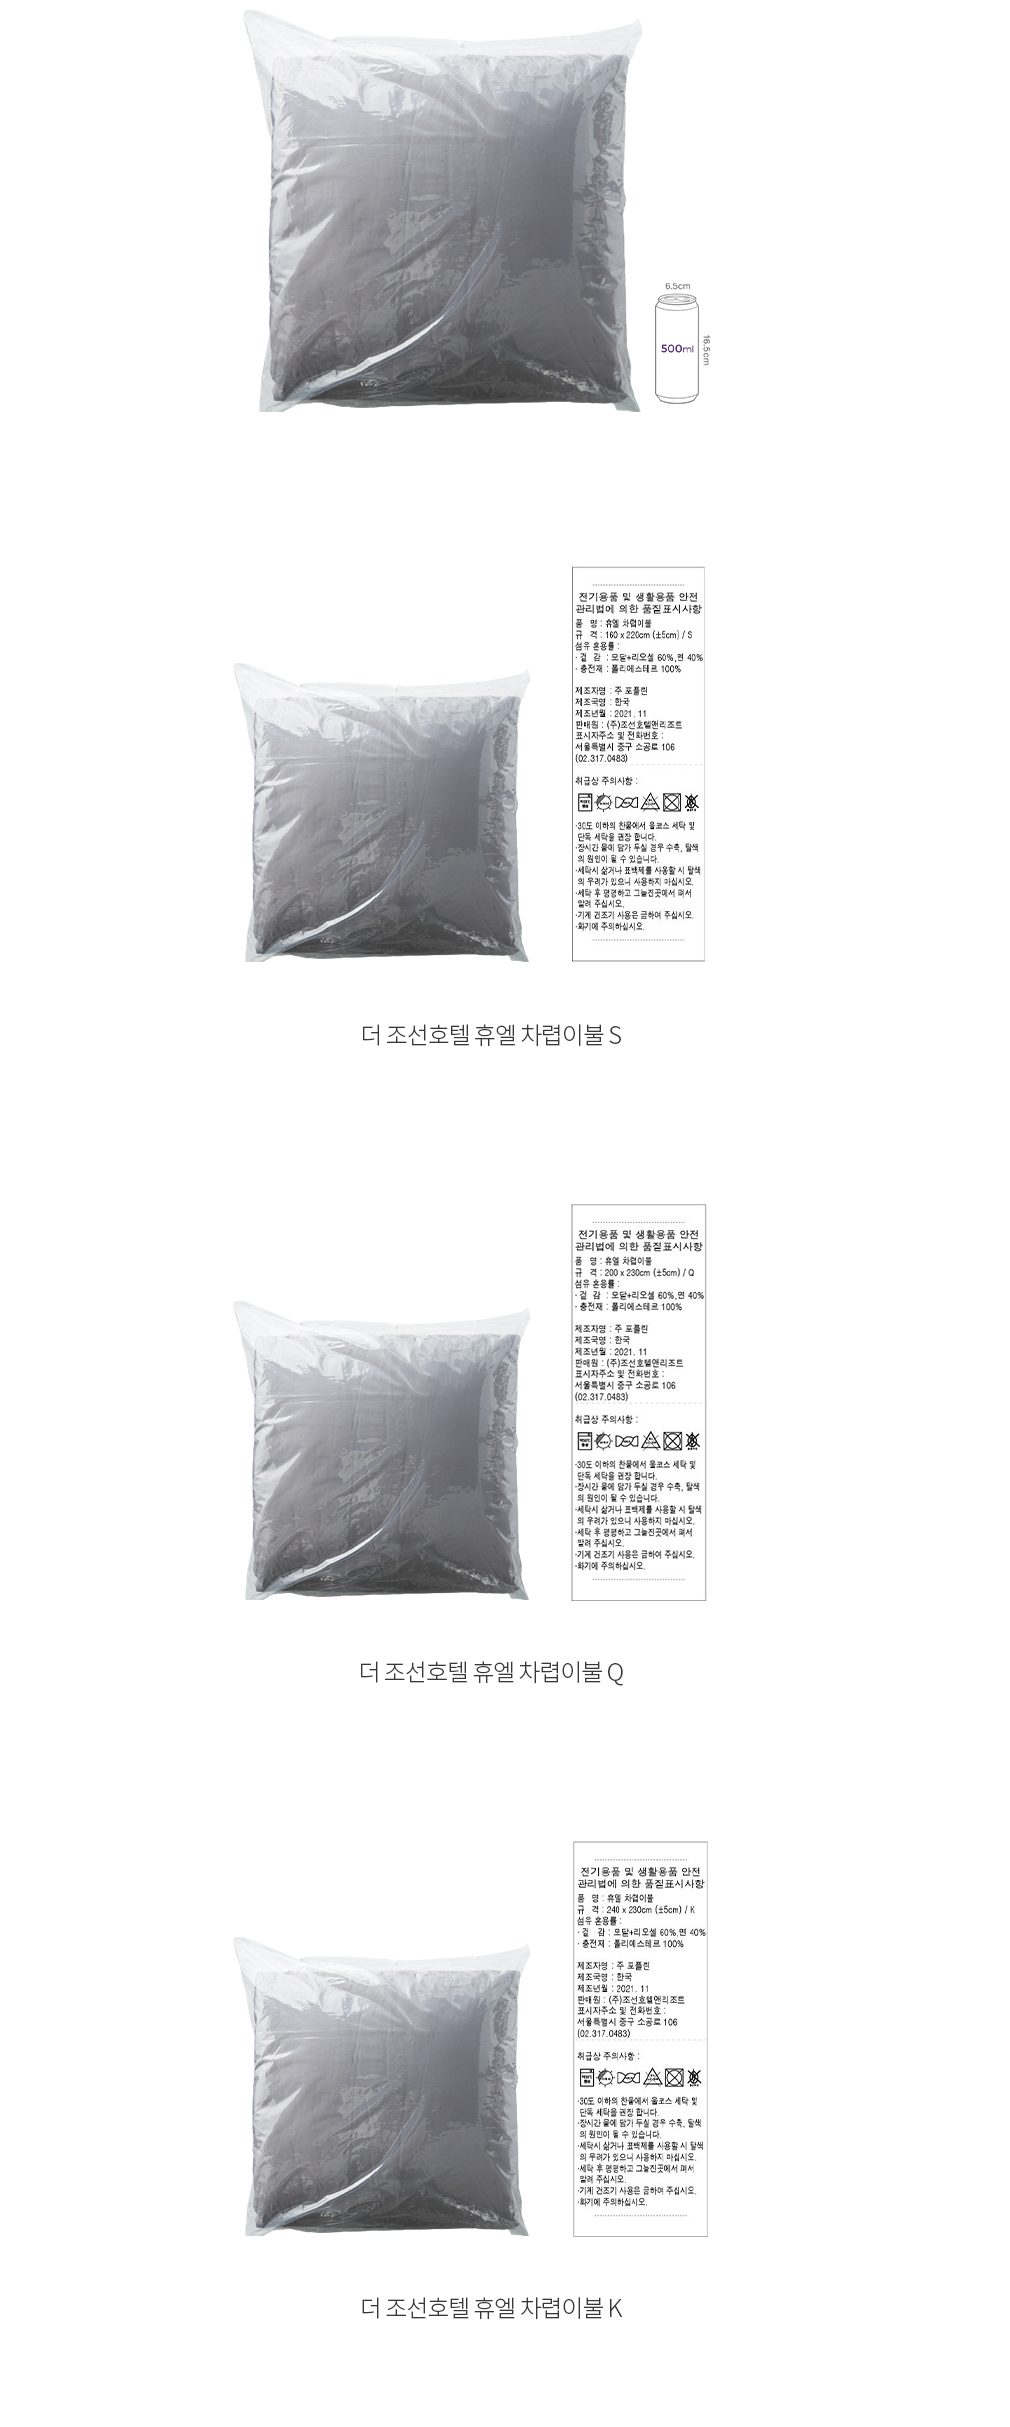 6.5cm
500ml
16.5cm
전기용품 및 생활용품 안전
관리법에 의한 품질표시사항
품 명 : 휴엘 차렵이불
규 격 : 160 x 220cm (±5cm) / S
섬유 혼용률 :
· 겉 감 : 모달+리오셀 60%,면 40%
· 충전재 : 폴리에스테르 100%
제조자명 : 주 포플린
제조국명 : 한국
제조년월 : 2021. 11
판매원 : (주)조선호텔앤리조트
표시자주소 및 전화번호 :
서울특별시 중구 소공로 106
(02.317.0483)
취급상 주의사항 :
·30도 이하의 찬물에서 울코스 세탁 및
단독 세탁을 권장 합니다.
·장시간 물에 담가 두실 경우 수축, 탈색
의 원인이 될 수 있습니다.
·세탁시 삶거나 표백제를 사용할 시 탈색
의 우려가 있으니 사용하지 마십시오.
·세탁 후 평평하고 그늘진곳에서 펴서
말려 주십시오.
·기계 건조기 사용은 금하여 주십시오.
·화기에 주의하십시오.
더 조선호텔 휴엘 차렵이불 S
전기용품 및 생활용품 안전
관리법에 의한 품질표시사항
품 명 : 휴엘 차렵이불
규 격 : 200 x 230cm (±5cm) / Q
섬유 혼용률 :
· 겉 감 : 모달+리오셀 60%,면 40%
· 충전재 : 폴리에스테르 100%
제조자명 : 주 포플린
제조국명 : 한국
제조년월 : 2021. 11
판매원 : (주)조선호텔앤리조트
표시자주소 및 전화번호 :
서울특별시 중구 소공로 106
(02.317.0483)
취급상 주의사항 :
·30도 이하의 찬물에서 울코스 세탁 및
단독 세탁을 권장 합니다.
·장시간 물에 담가 두실 경우 수축, 탈색
의 원인이 될 수 있습니다.
·세탁시 삶거나 표백제를 사용할 시 탈색
의 우려가 있으니 사용하지 마십시오.
·세탁 후 평평하고 그늘진곳에서 펴서
말려 주십시오.
·기계 건조기 사용은 금하여 주십시오.
·화기에 주의하십시오.
더 조선호텔 휴엘 차렵이불 Q
전기용품 및 생활용품 안전
관리법에 의한 품질표시사항
품 명 : 휴엘 차렵이불
규 격 : 240 x 230cm (±5cm) / K
섬유 혼용률 :
· 겉 감 : 모달+리오셀 60%,면 40%
· 충전재 : 폴리에스테르 100%
제조자명 : 주 포플린
제조국명 : 한국
제조년월 : 2021. 11
판매원 : (주)조선호텔앤리조트
표시자주소 및 전화번호 :
서울특별시 중구 소공로 106
(02.317.0483)
취급상 주의사항 :
·30도 이하의 찬물에서 울코스 세탁 및
단독 세탁을 권장 합니다.
·장시간 물에 담가 두실 경우 수축, 탈색
의 원인이 될 수 있습니다.
·세탁시 삶거나 표백제를 사용할 시 탈색
의 우려가 있으니 사용하지 마십시오.
·세탁 후 평평하고 그늘진곳에서 펴서
말려 주십시오.
·기계 건조기 사용은 금하여 주십시오.
·화기에 주의하십시오.
더 조선호텔 휴엘 차렵이불 K